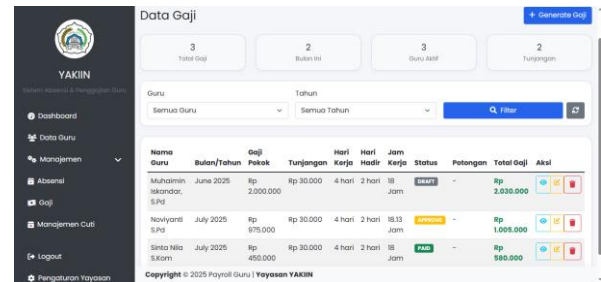 YAKIIN
Sistem Absensi & Penggajian Guru
Dashboard
Data Guru
Manajemen
Absensi
Gaji
Manajemen Cuti
Logout
Pengaturan Yayasan
Data Gaji
+ Generate Gaji
3
Total Gaji
2
Bulan Ini
3
Guru Aktif
2
Tunjangan
Guru
Tahun
Semua Guru
Semua Tahun
Filter
Nama Guru Bulan/Tahun Gaji Pokok Tunjangan Hari Kerja Hari Hadir Jam Kerja Status Potongan Total Gaji Aksi
Muhaimin Iskandar, S.Pd June 2025 Rp 2.000.000 Rp 30.000 4 hari 2 hari 18 Jam DRAFT - Rp 2.030.000
Noviyanti S.Pd July 2025 Rp 975.000 Rp 30.000 4 hari 2 hari 18.13 Jam APPROVED - Rp 1.005.000
Sinta Nila S.Kom July 2025 Rp 450.000 Rp 30.000 4 hari 2 hari 18 Jam PAID - Rp 580.000
Copyright © 2025 Payroll Guru | Yayasan YAKIIN